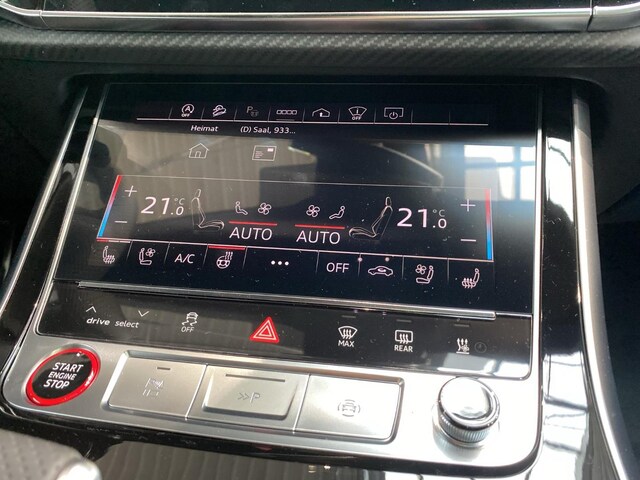 OFF P OFF
Heimat (D) Saal, 933...
+ 21.0 °C 21.0 °C +
- AUTO AUTO -
A/C ... OFF
drive select OFF MAX REAR
START
ENGINE
STOP
>>P